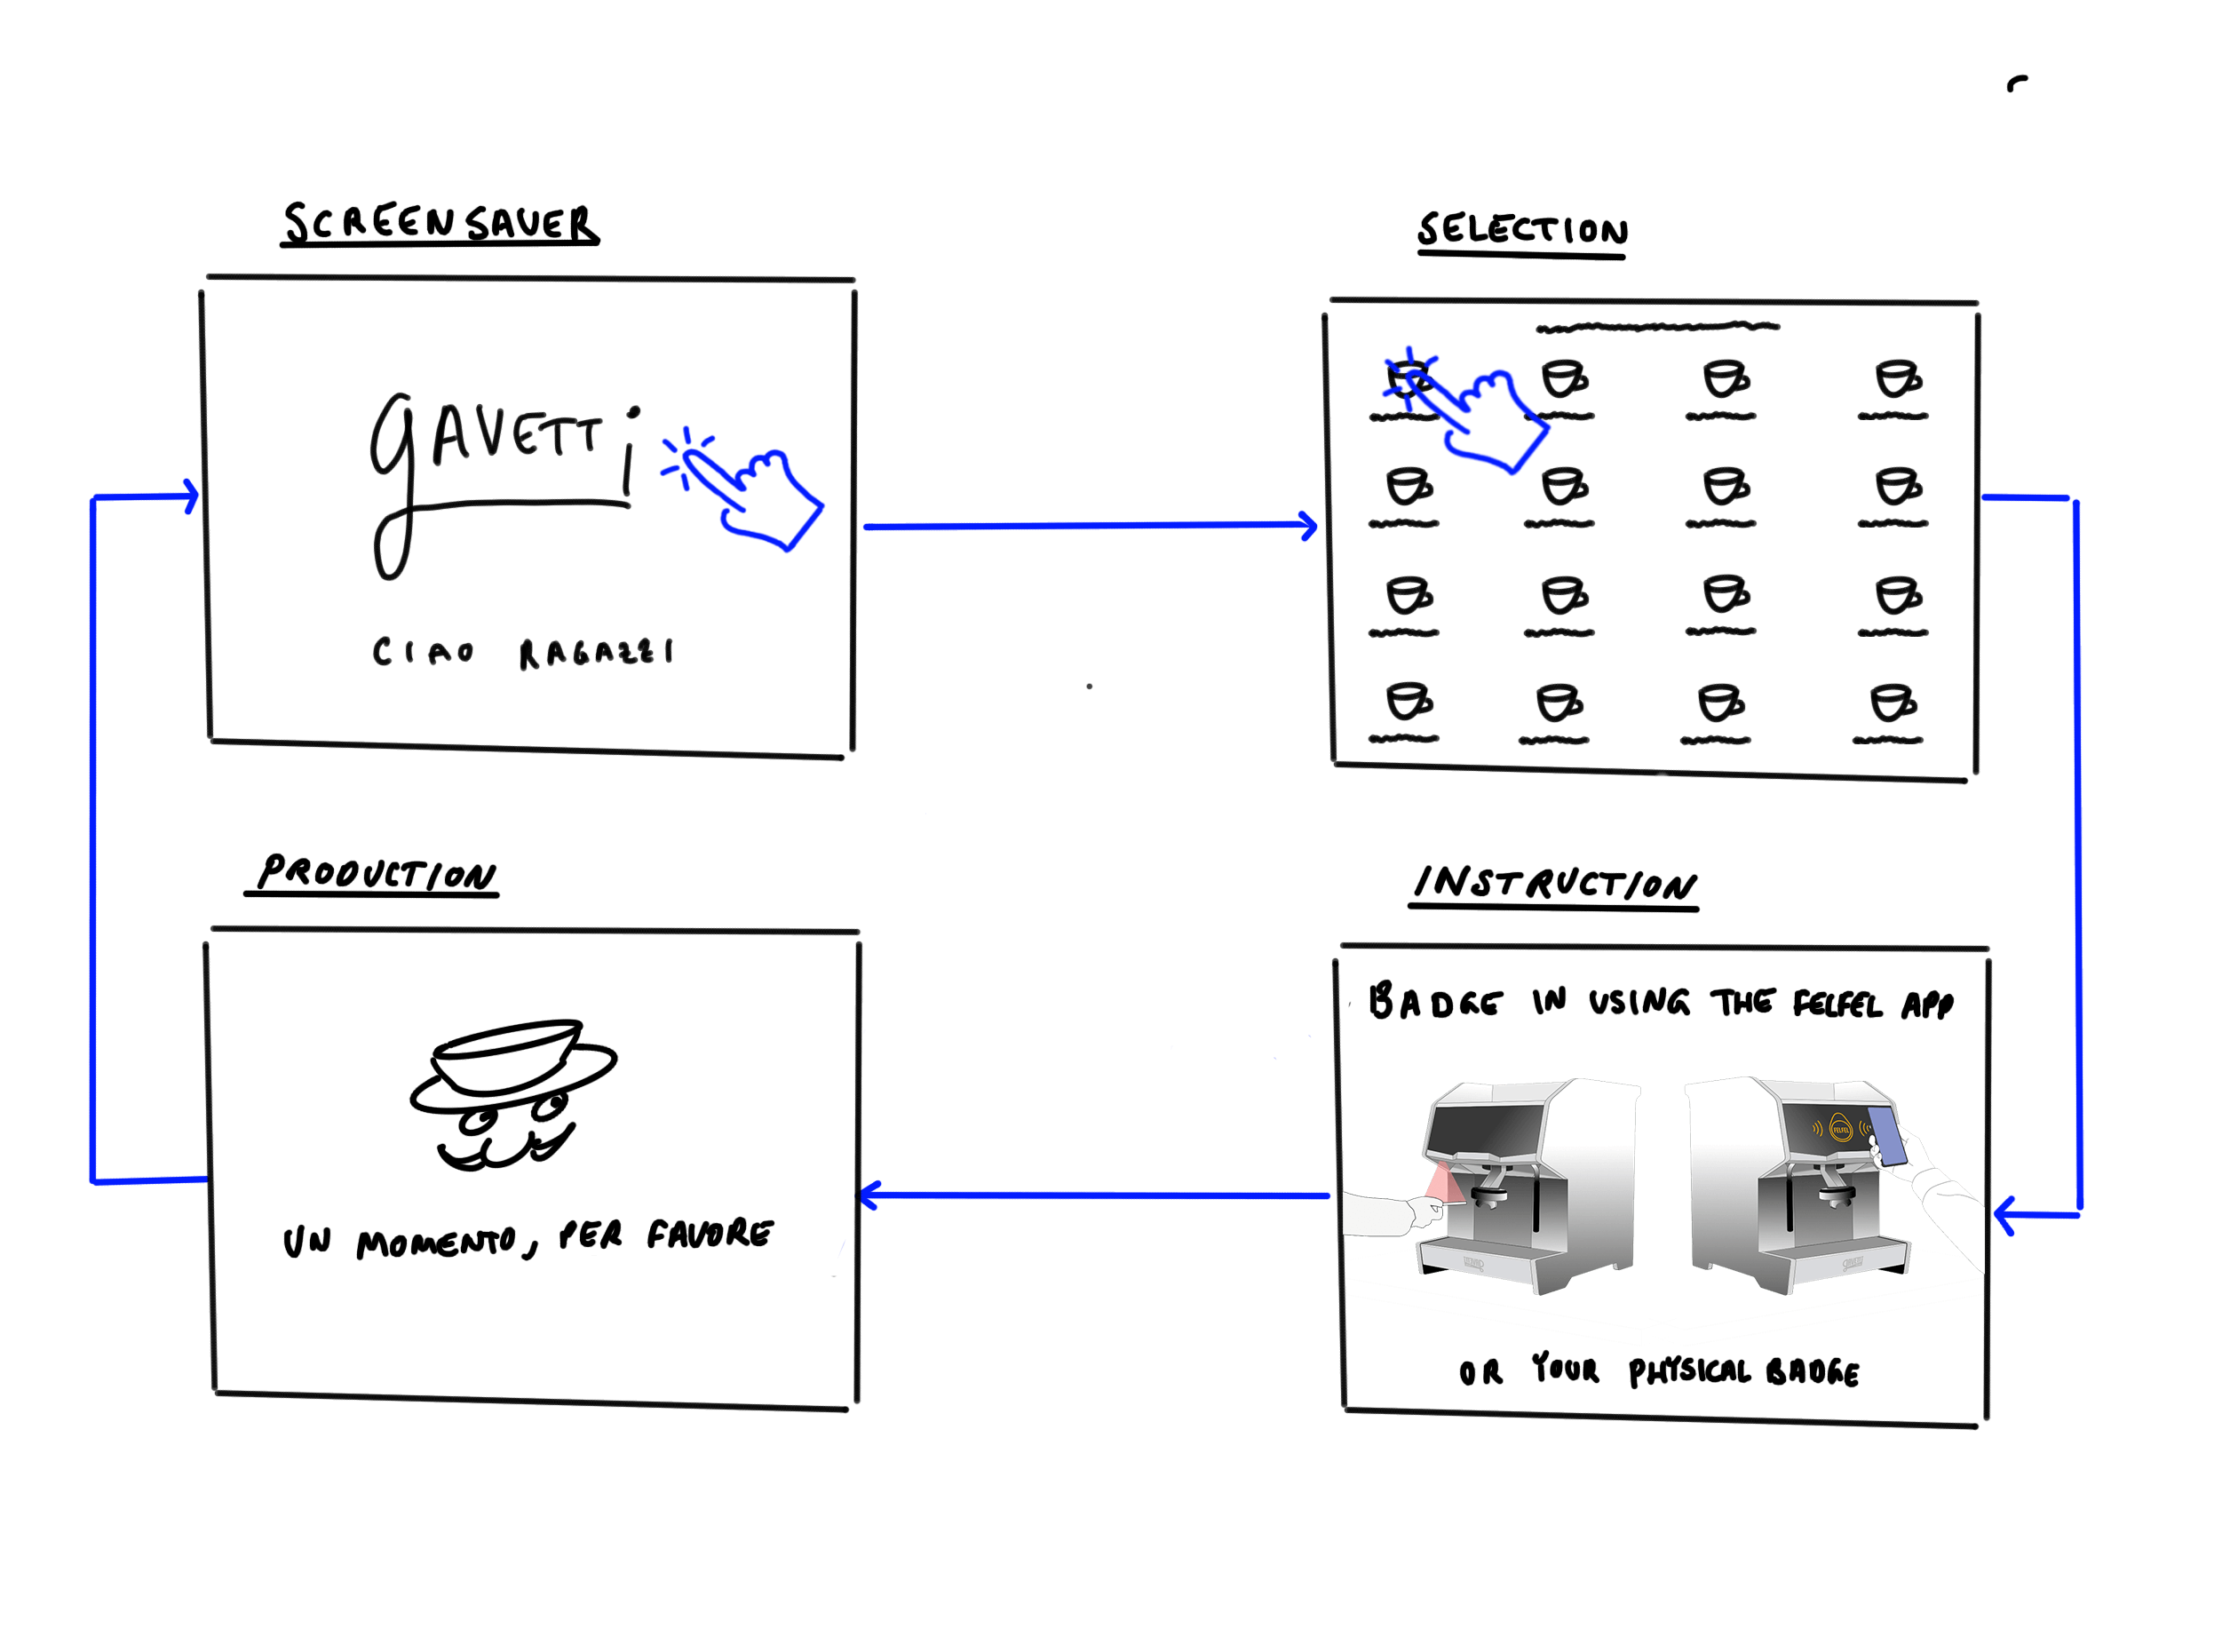 SCREENSAVER
GAVETTi
CIAO RAGAZZI
SELECTION
PRODUCTION
UN MOMENTO, PER FAVORE
INSTRUCTION
BADGE IN USING THE FELFEL APP
FELFEL
OR YOUR PHYSICAL BADGE